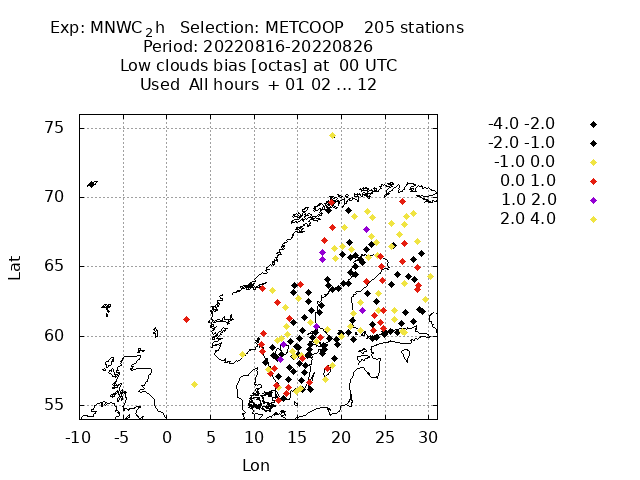 Exp: MNWC_2h   Selection: METCOOP    205 stations
Period: 20220816-20220826
Low clouds bias [octas] at  00 UTC
Used  All hours  + 01 02 ... 12
-4.0 -2.0
-2.0 -1.0
-1.0 0.0
0.0 1.0
1.0 2.0
2.0 4.0
Lat
75
70
65
60
55
-10 -5 0 5 10 15 20 25 30
Lon